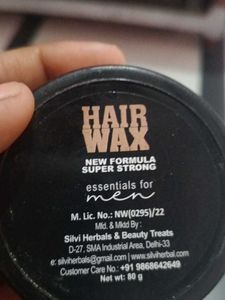 HAIR
WAX
NEW FORMULA
SUPER STRONG
essentials for
men
M. Lic. No.: NW(0295)/22
Mfd. & Mktd By :
Silvi Herbals & Beauty Treats
D-27, SMA Industrial Area, Delhi-33
e: silviherbals@gmail.com | www.silviherbal.com
Customer Care No.: +91 9868642649
Net: 80 g